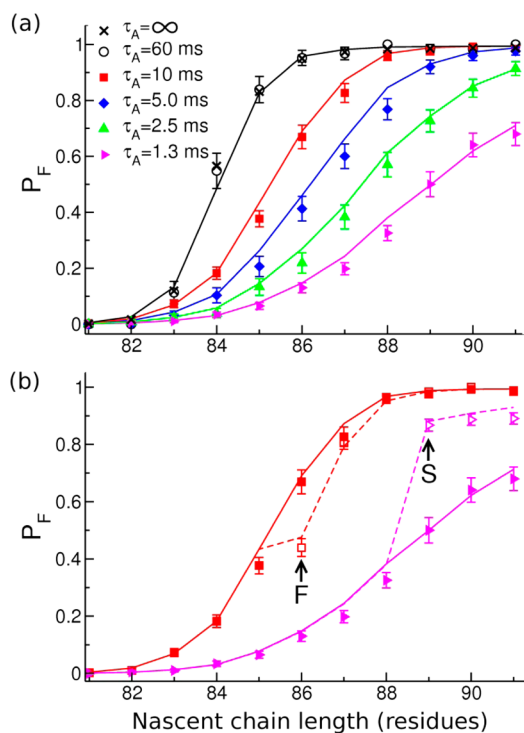 (a)
τA=∞
τA=60 ms
τA=10 ms
τA=5.0 ms
τA=2.5 ms
τA=1.3 ms
PF
1
0.8
0.6
0.4
0.2
0
82 84 86 88 90
(b)
PF
1
0.8
0.6
0.4
0.2
0
S
F
82 84 86 88 90
Nascent chain length (residues)